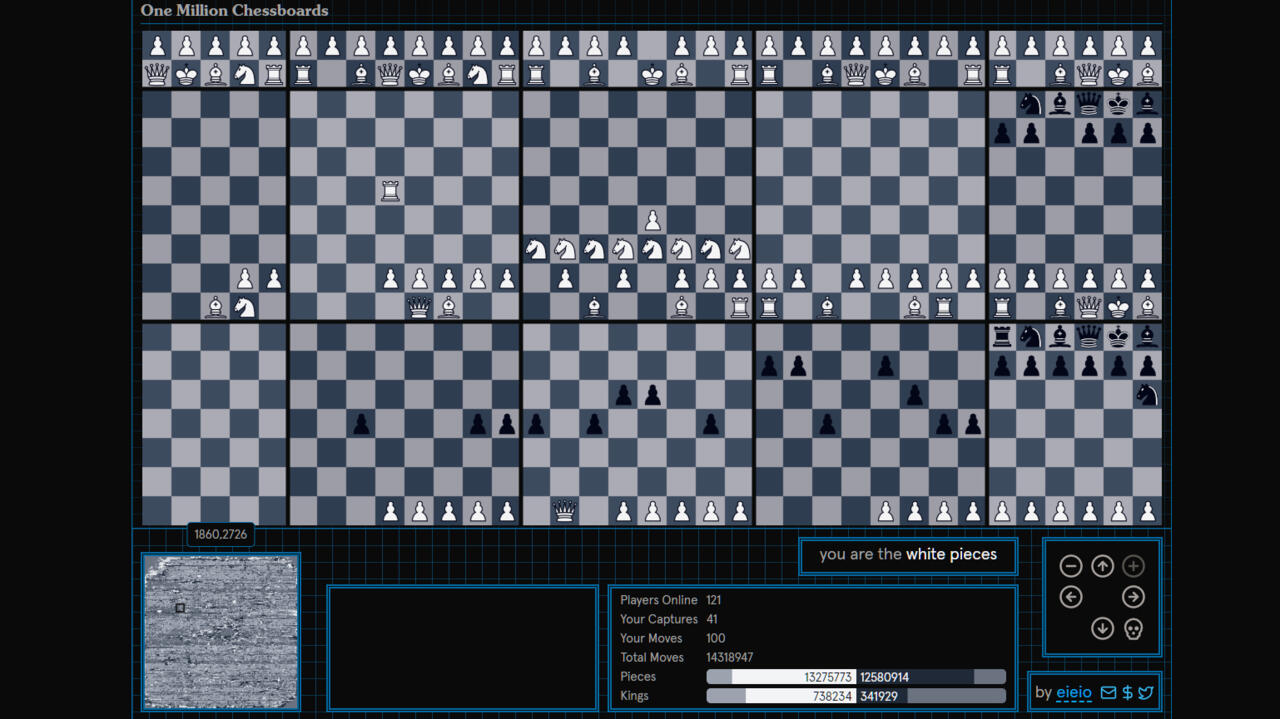 One Million Chessboards
1860,2726
you are the white pieces
Players Online 121
Your Captures 41
Your Moves 100
Total Moves 14318947
Pieces 13275773 12580914
Kings 738234 341929
by eieio